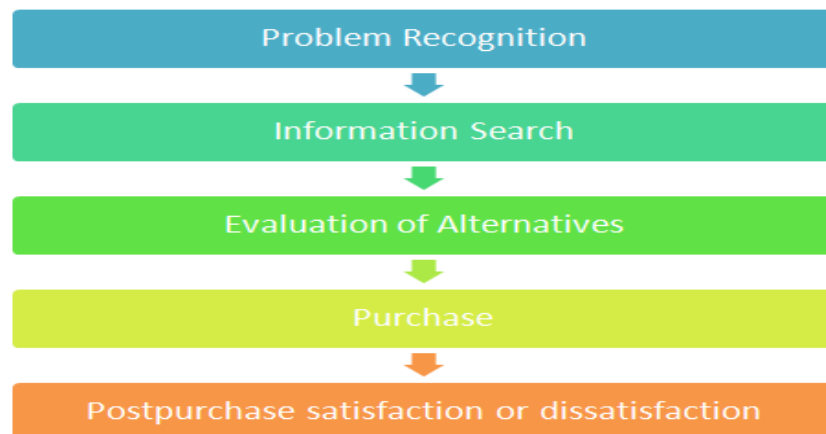 Problem Recognition
Information Search
Evaluation of Alternatives
Purchase
Postpurchase satisfaction or dissatisfaction